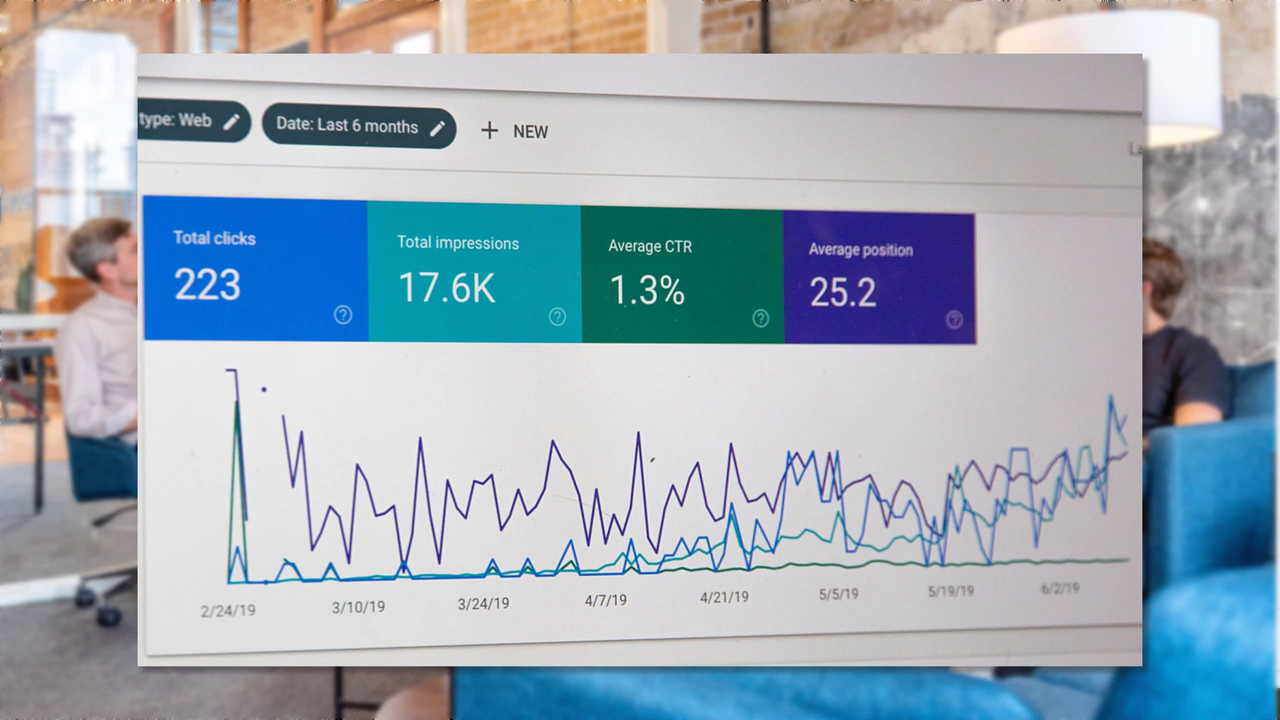 type: Web
Date: Last 6 months
+ NEW
Total clicks
Total impressions
Average CTR
Average position
223
17.6K
1.3%
25.2
2/24/19
3/10/19
3/24/19
4/7/19
4/21/19
5/5/19
5/19/19
6/2/19